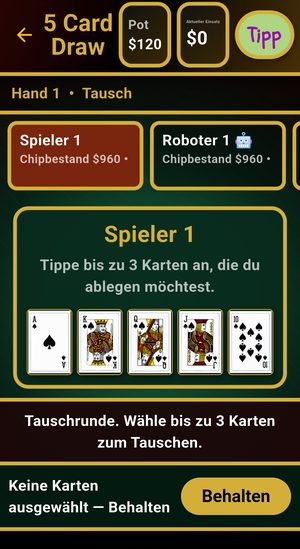 5 Card
Draw
Pot
$120
Aktueller Einsatz
$0
Tipp
Hand 1 • Tausch
Spieler 1
Chipbestand $960 •
Roboter 1 🤖
Chipbestand $960 •
Spieler 1
Tippe bis zu 3 Karten an, die du
ablegen möchtest.
A
K
Q
J
10
10
Tauschrunde. Wähle bis zu 3 Karten
zum Tauschen.
Keine Karten
ausgewählt — Behalten
Behalten